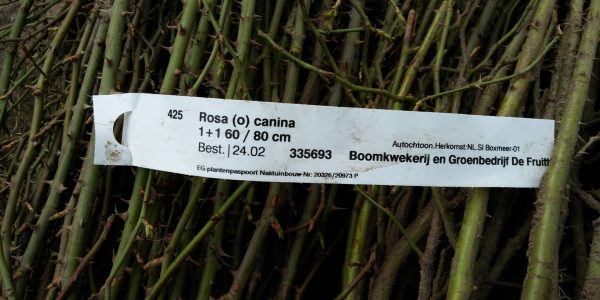 425 Rosa (o) canina
1+1 60 / 80 cm
Autochtoon.Herkomst:NL.SI Boxmeer-01
Best. | 24.02 335693 Boomkwekerij en Groenbedrijf De Fruitt
EG-plantenpaspoort Naktuinbouw-Nr. 20326/20973 P